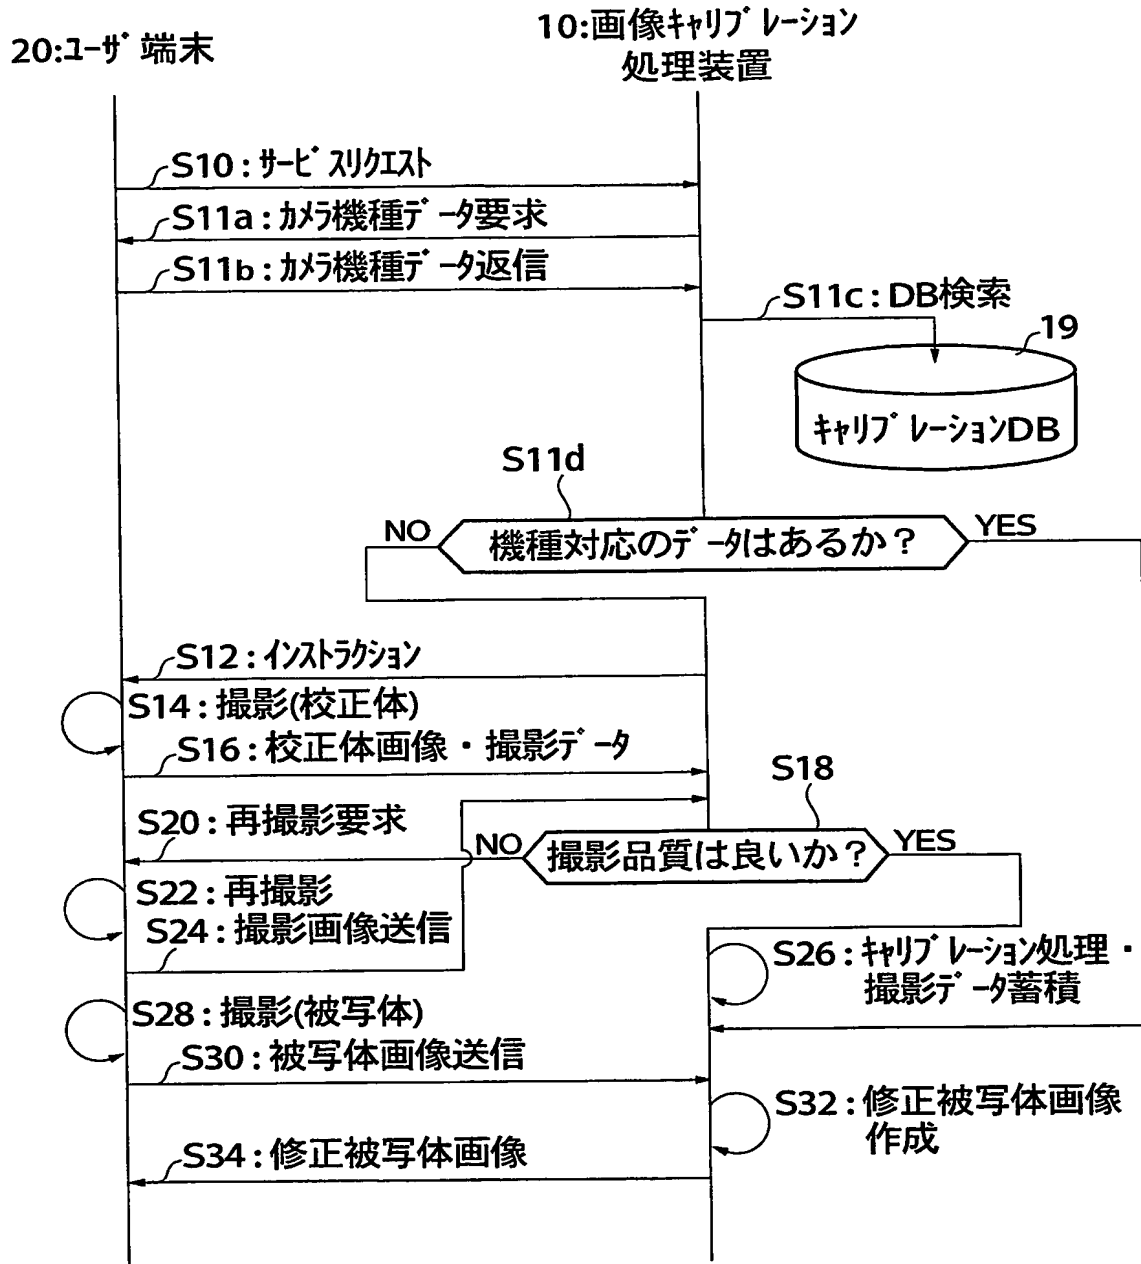 20:ﾕｰｻﾞ端末
10:画像ｷｬﾘﾌﾞﾚｰｼｮﾝ
処理装置
S10:ｻｰﾋﾞｽﾘｸｴｽﾄ
S11a:ｶﾒﾗ機種ﾃﾞｰﾀ要求
S11b:ｶﾒﾗ機種ﾃﾞｰﾀ返信
S11c:DB検索
19
ｷｬﾘﾌﾞﾚｰｼｮﾝDB
S11d
NO
機種対応のﾃﾞｰﾀはあるか?
YES
S12:ｲﾝｽﾄﾗｸｼｮﾝ
S14:撮影(校正体)
S16:校正体画像・撮影ﾃﾞｰﾀ
S18
S20:再撮影要求
NO
撮影品質は良いか?
YES
S22:再撮影
S24:撮影画像送信
S26:ｷｬﾘﾌﾞﾚｰｼｮﾝ処理・
撮影ﾃﾞｰﾀ蓄積
S28:撮影(被写体)
S30:被写体画像送信
S32:修正被写体画像
作成
S34:修正被写体画像